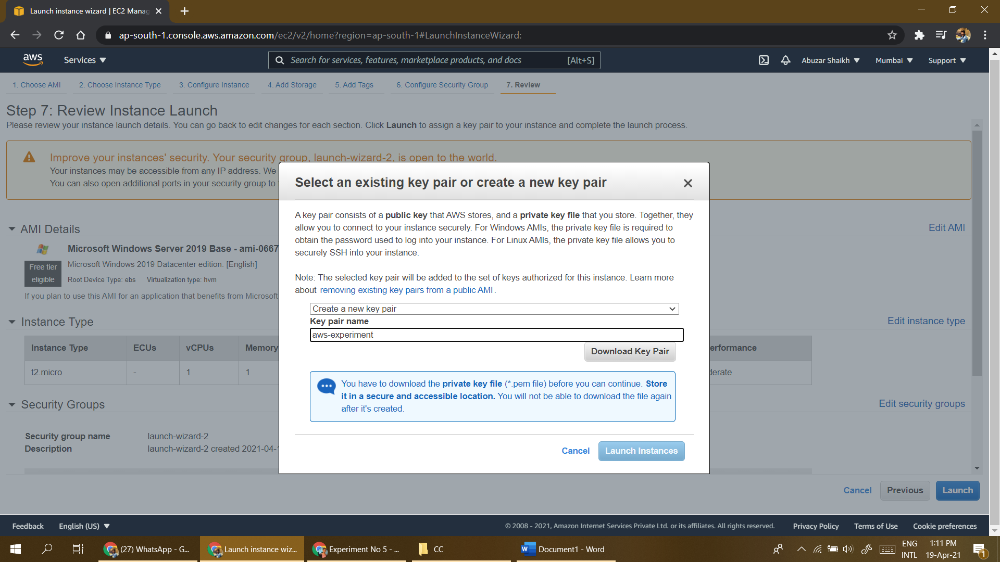 Launch instance wizard | EC2 Manag
ap-south-1.console.aws.amazon.com/ec2/v2/home?region=ap-south-1#LaunchInstanceWizard:
aws Services Search for services, features, marketplace products, and docs [Alt+S] Abuzar Shaikh Mumbai Support
1. Choose AMI 2. Choose Instance Type 3. Configure Instance 4. Add Storage 5. Add Tags 6. Configure Security Group 7. Review
Step 7: Review Instance Launch
Please review your instance launch details. You can go back to edit changes for each section. Click Launch to assign a key pair to your instance and complete the launch process.
Improve your instances' security. Your security group, launch-wizard-2, is open to the world.
Your instances may be accessible from any IP address. We
You can also open additional ports in your security group to
Select an existing key pair or create a new key pair
A key pair consists of a public key that AWS stores, and a private key file that you store. Together, they
allow you to connect to your instance securely. For Windows AMIs, the private key file is required to
obtain the password used to log into your instance. For Linux AMIs, the private key file allows you to
securely SSH into your instance.
Note: The selected key pair will be added to the set of keys authorized for this instance. Learn more
about removing existing key pairs from a public AMI.
Create a new key pair
Key pair name
aws-experiment
Download Key Pair
You have to download the private key file (*.pem file) before you can continue. Store
it in a secure and accessible location. You will not be able to download the file again
after it's created.
Cancel Launch Instances
AMI Details Edit AMI
Microsoft Windows Server 2019 Base - ami-0667
Free tier
eligible
Microsoft Windows 2019 Datacenter edition. [English]
Root Device Type: ebs Virtualization type: hvm
If you plan to use this AMI for an application that benefits from Microsoft
Instance Type Edit instance type
Instance Type ECUs vCPUs Memory erformance
t2.micro - 1 1 derate
Security Groups Edit security groups
Security group name launch-wizard-2
Description launch-wizard-2 created 2021-04-1
Cancel Previous Launch
Feedback English (US) © 2008 - 2021, Amazon Internet Services Private Ltd. or its affiliates. All rights reserved. Privacy Policy Terms of Use Cookie preferences
(27) WhatsApp - G... Launch instance wiz... Experiment No 5 - ... CC Document1 - Word
ENG
INTL
1:11 PM
19-Apr-21
1